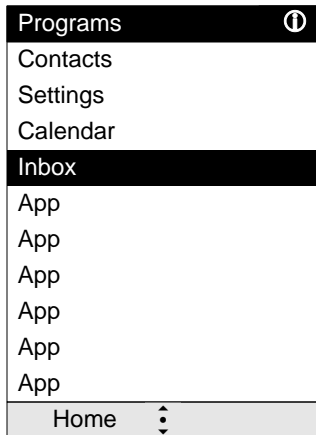 Programs
Contacts
Settings
Calendar
Inbox
App
App
App
App
App
App
Home